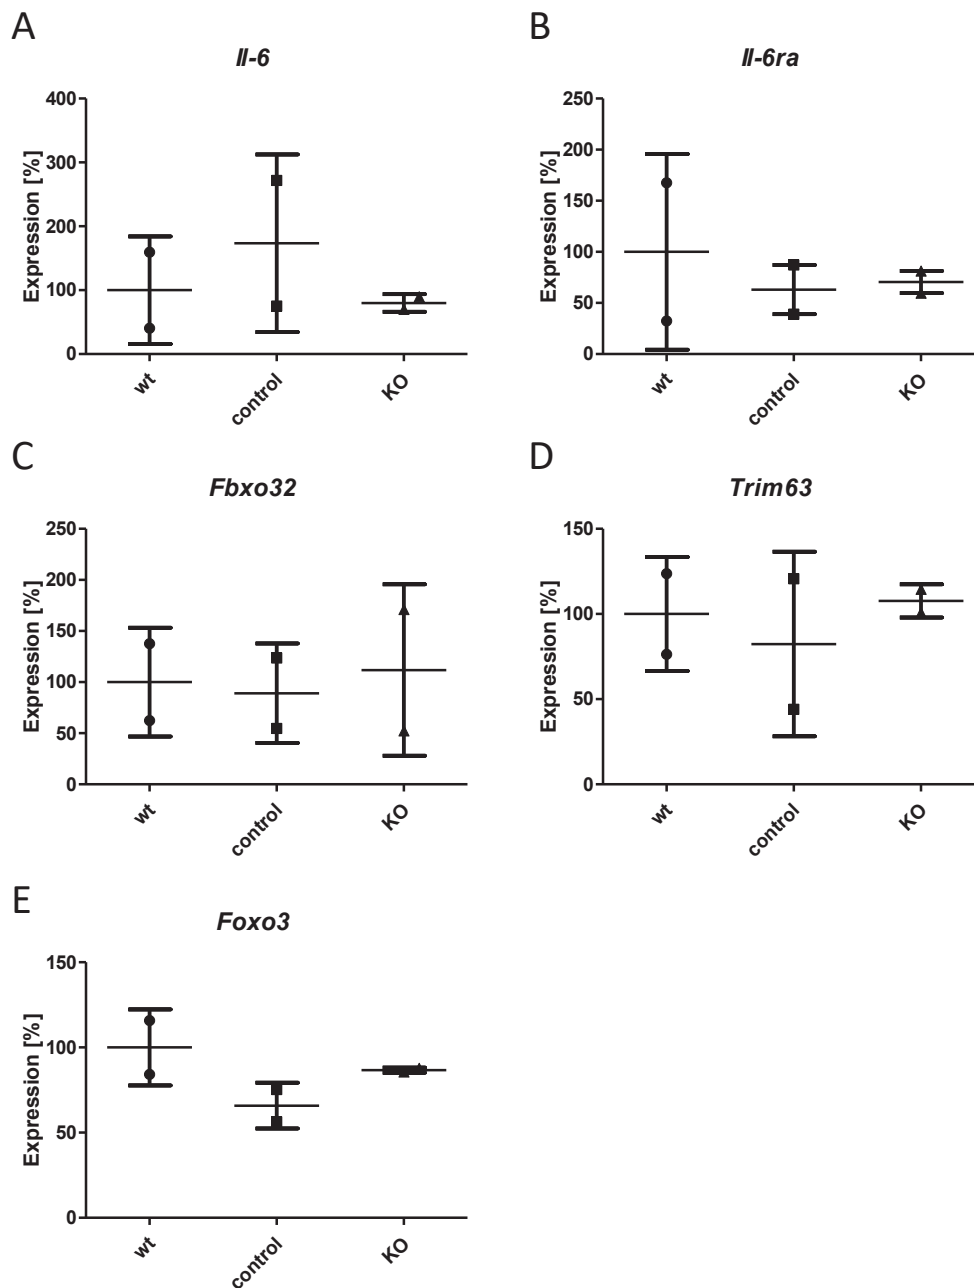 A
Il-6
Expression [%]
400
300
200
100
0
wt
control
KO
B
Il-6ra
Expression [%]
250
200
150
100
50
0
wt
control
KO
C
Fbxo32
Expression [%]
250
200
150
100
50
0
wt
control
KO
D
Trim63
Expression [%]
150
100
50
0
wt
control
KO
E
Foxo3
Expression [%]
150
100
50
0
wt
control
KO